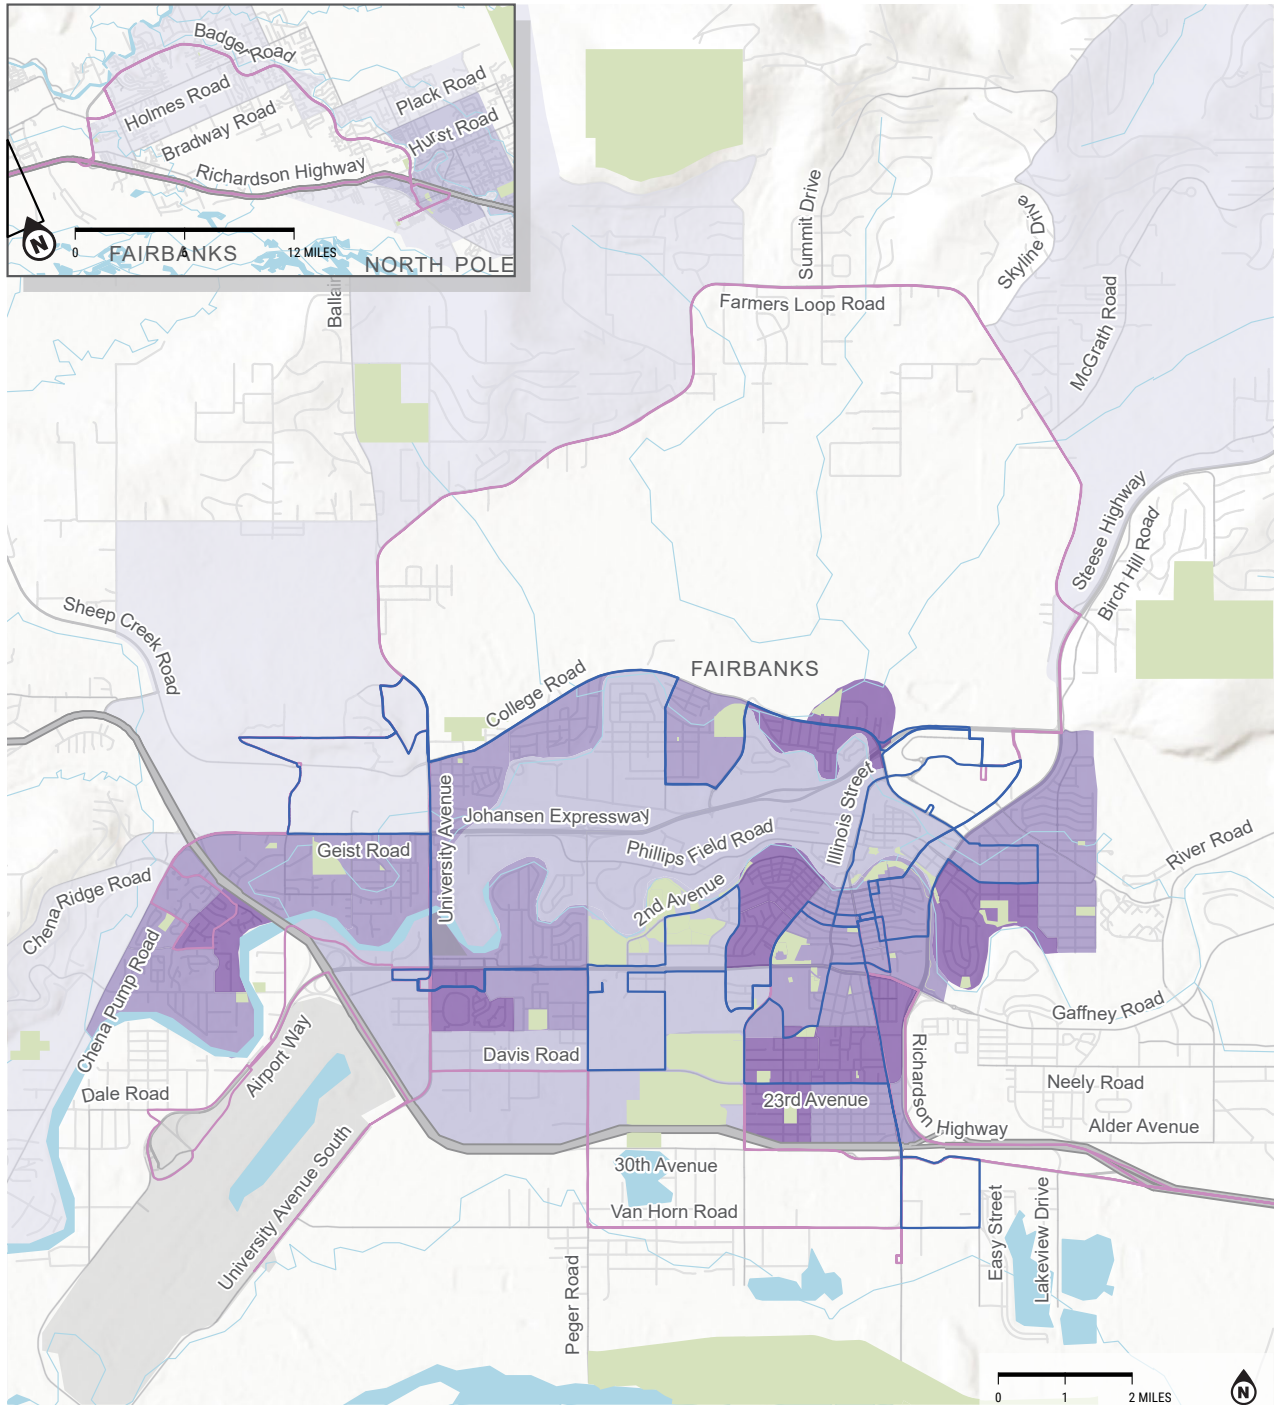 Badger Road
Holmes Road
Plack Road
Bradway Road
Hurst Road
Richardson Highway
N
0
12 MILES
FAIRBANKS
NORTH POLE
Summit Drive
Skyline Drive
Farmers Loop Road
McGrath Road
Steese Highway
Birch Hill Road
Sheep Creek Road
FAIRBANKS
College Road
University Avenue
Johansen Expressway
Illinois Street
Phillips Field Road
River Road
Geist Road
Chena Ridge Road
2nd Avenue
Chena Pump Road
Gaffney Road
Airport Way
Davis Road
Richardson Highway
Neely Road
Dale Road
23rd Avenue
Alder Avenue
University Avenue South
30th Avenue
Van Horn Road
Easy Street
Lakeview Drive
Peger Road
0
1
2 MILES
N